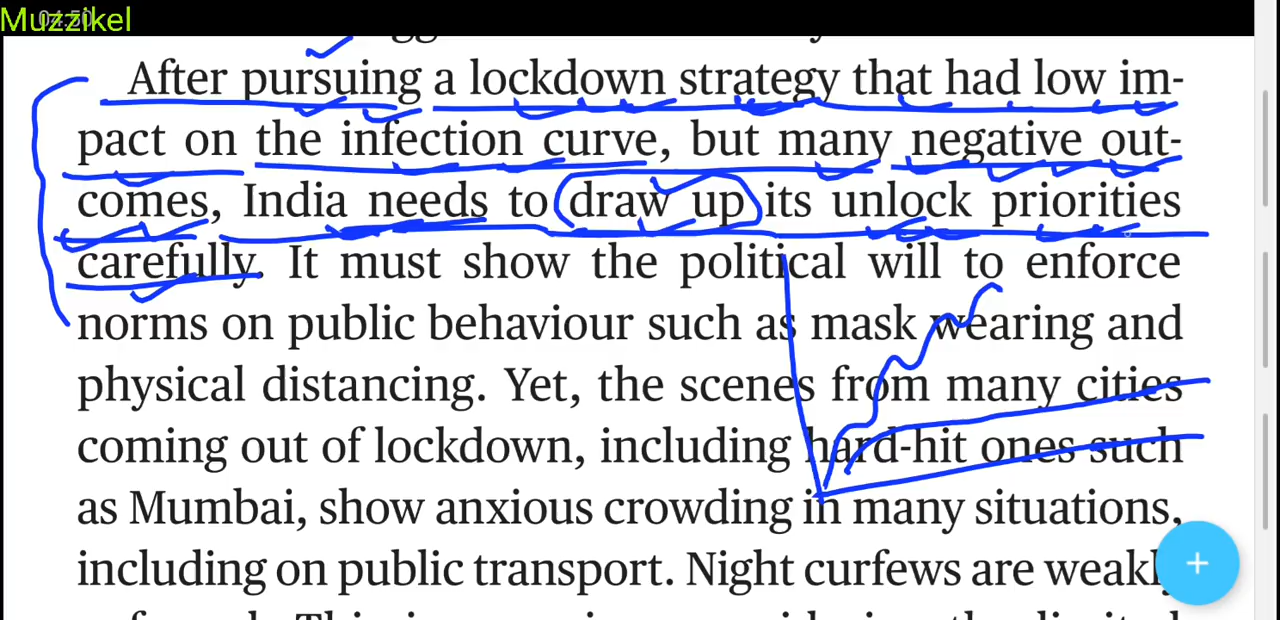 Muzzikel
04:50
After pursuing a lockdown strategy that had low im-
pact on the infection curve, but many negative out-
comes, India needs to draw up its unlock priorities
carefully. It must show the political will to enforce
norms on public behaviour such as mask wearing and
physical distancing. Yet, the scenes from many cities
coming out of lockdown, including hard-hit ones such
as Mumbai, show anxious crowding in many situations,
including on public transport. Night curfews are weakly